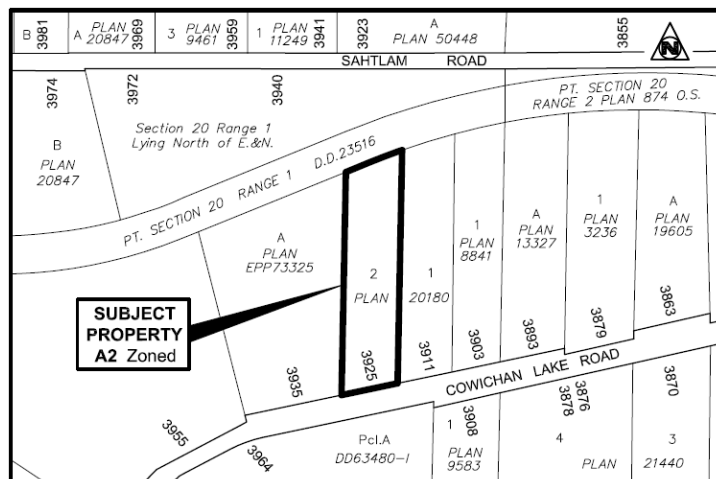 B 3981 A PLAN 20847 3969 3 PLAN 9461 3959 1 PLAN 11249 3941 3923 A PLAN 50448 3855
N
SAHTLAM ROAD
3974 3972 3940
PT. SECTION 20
RANGE 2 PLAN 874 O.S.
Section 20 Range 1
Lying North of E.&N.
B
PLAN
20847
PT. SECTION 20 RANGE 1 D.D.23516
A
PLAN
EPP73325
2
PLAN
1
20180
1
PLAN
8841
A
PLAN
13327
1
PLAN
3236
A
PLAN
19605
SUBJECT
PROPERTY
A2 Zoned
3935
3925
3911
3903
3893
3879
3863
COWICHAN LAKE ROAD
3955
3964
Pcl.A
DD63480-I
1
3908
PLAN
9583
3878
3876
4
PLAN 21440
3870
3